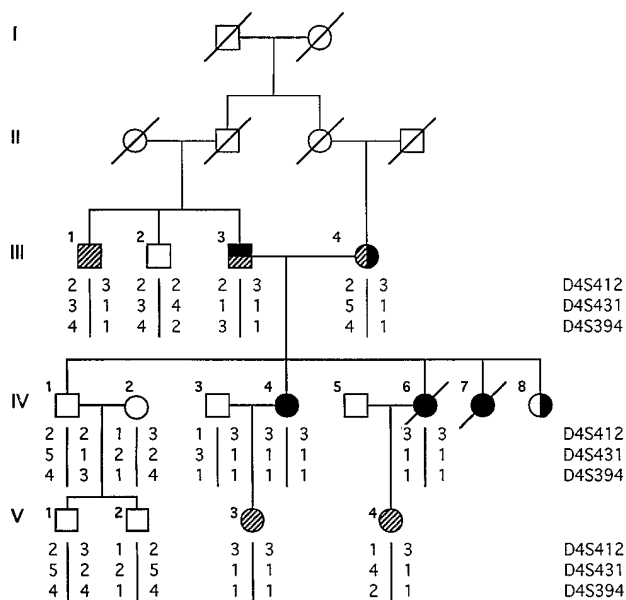 I
II
1 2 3 4
III
2 3 2 3 2 3 2 3 D4S412
3 1 3 4 1 1 5 1 D4S431
4 1 4 2 3 1 4 1 D4S394
1 2 3 4 5 6 7 8
IV
2 2 1 3 1 3 3 3 3 3 D4S412
5 1 2 2 3 1 1 1 1 1 D4S431
4 3 1 4 1 1 1 1 1 1 D4S394
1 2 3 4
V
2 3 1 2 3 3 1 3 D4S412
5 2 2 5 1 1 4 1 D4S431
4 4 1 4 1 1 2 1 D4S394